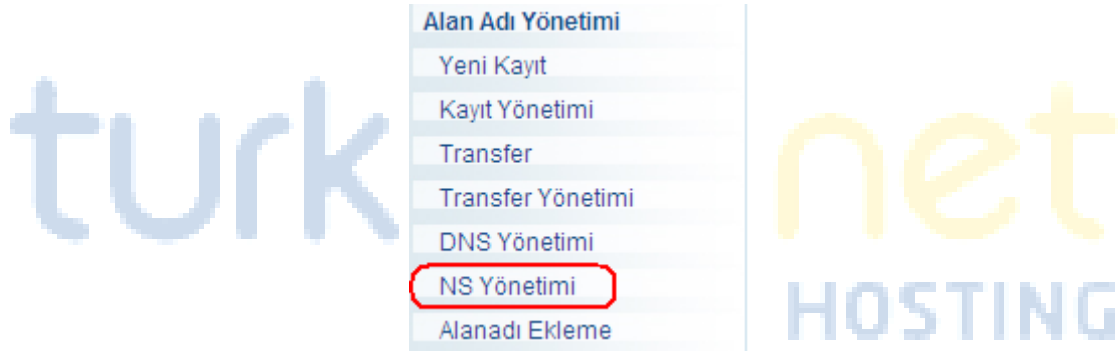 Alan Adı Yönetimi
Yeni Kayıt
Kayıt Yönetimi
Transfer
Transfer Yönetimi
DNS Yönetimi
NS Yönetimi
Alanadı Ekleme
turk net
HOSTING